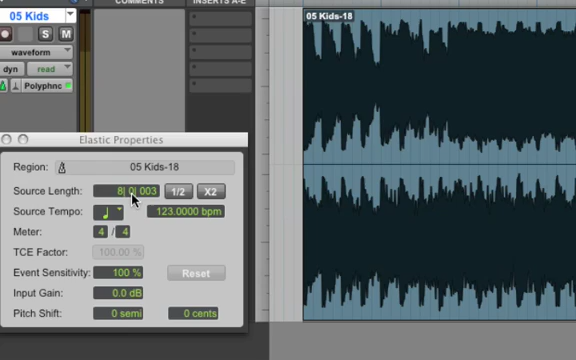 COMMENTS
INSERTS A-E
05 Kids
S M
waveform
dyn read
Polyphnc
05 Kids-18
Elastic Properties
Region: 05 Kids-18
Source Length: 8| 0| 003 1/2 X2
Source Tempo: 123.0000 bpm
Meter: 4 / 4
TCE Factor: 100.00 %
Event Sensitivity: 100 % Reset
Input Gain: 0.0 dB
Pitch Shift: 0 semi 0 cents